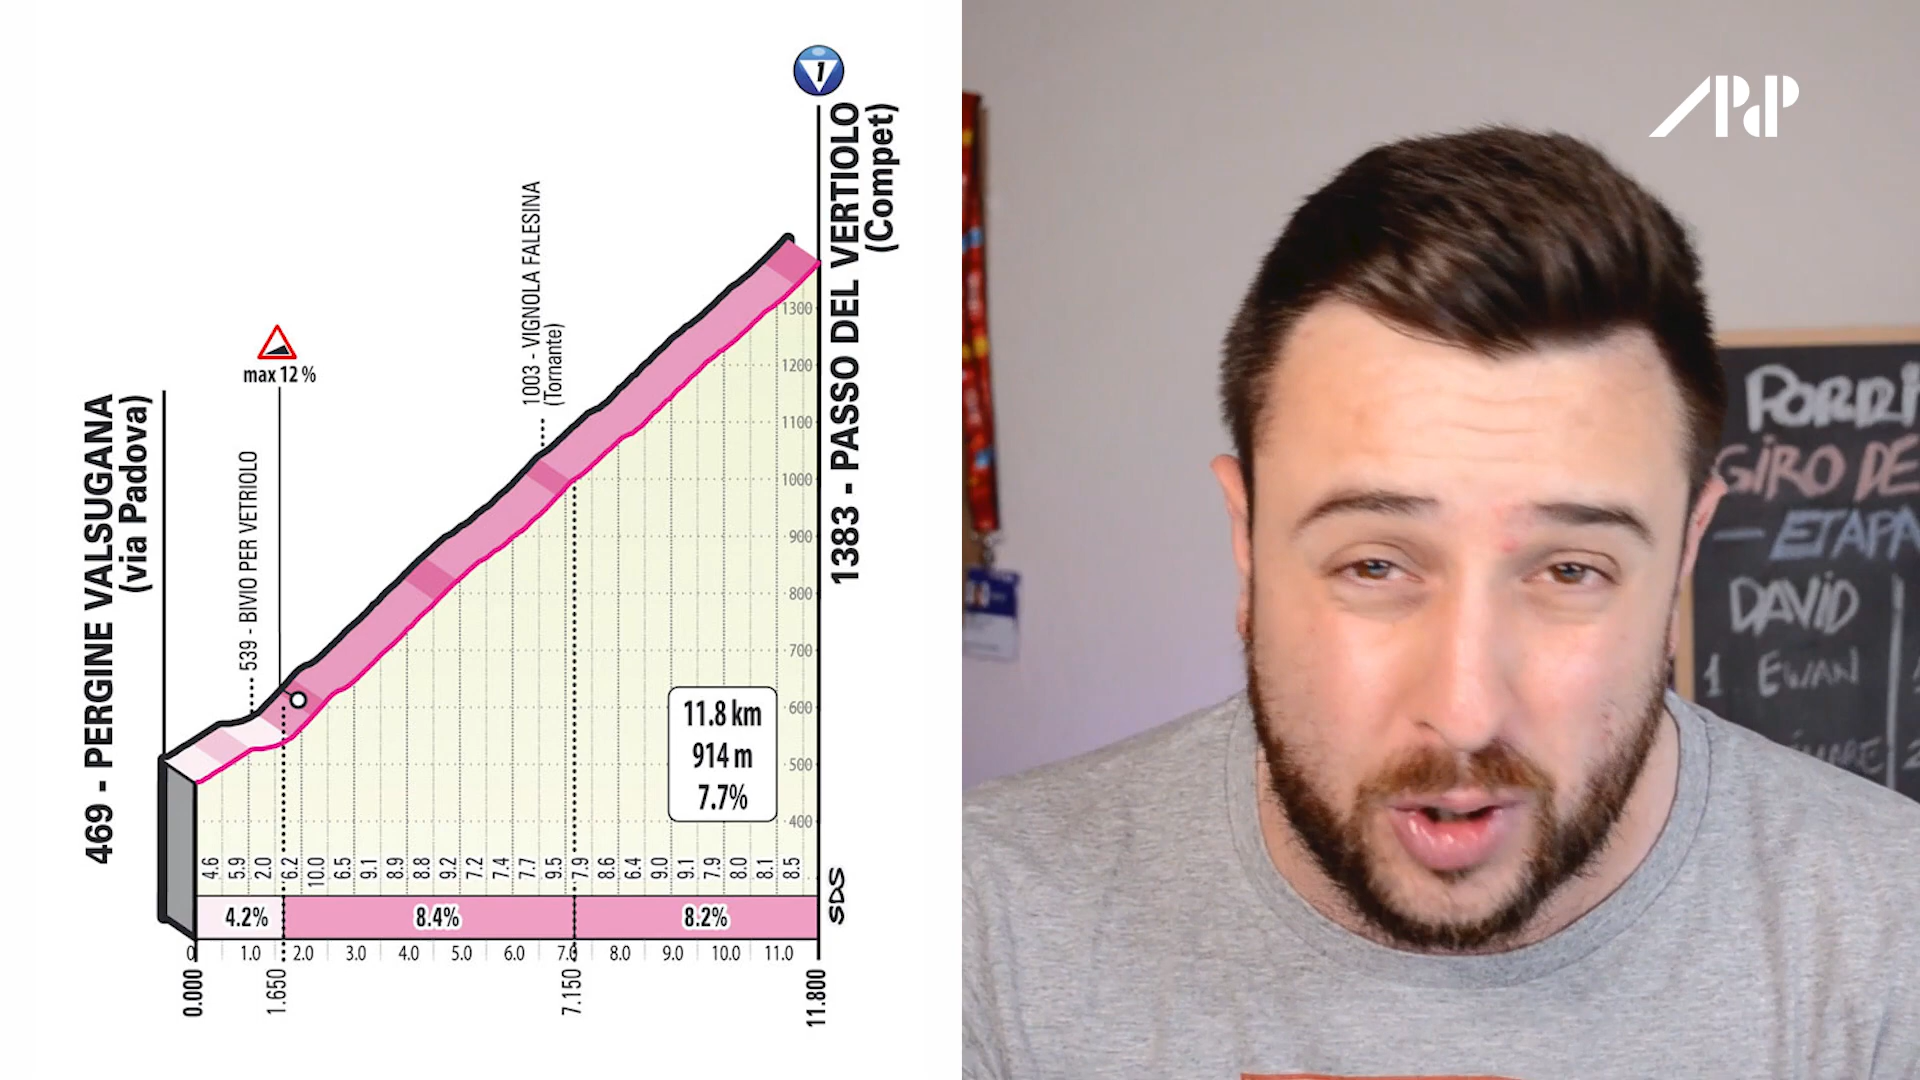 1
1383 - PASSO DEL VERTIOLO
(Compet)
1003 - VIGNOLA FALESINA
(Tornante)
max 12 %
539 - BIVIO PER VETRIOLO
469 - PERGINE VALSUGANA
(via Padova)
1300
1200
1100
1000
900
800
700
600
500
400
11.8 km
914 m
7.7%
4.6 5.9 2.0 6.2 10.0 6.5 9.1 8.9 8.8 9.2 7.2 7.4 7.7 9.5 7.9 8.6 6.4 9.0 9.1 7.9 8.0 8.1 8.5
4.2% 8.4% 8.2%
SDS
0 1.0 2.0 3.0 4.0 5.0 6.0 7.0 8.0 9.0 10.0 11.0
0.000 1.650 7.150 11.800
APdP
PORRI
GIRO DE
- ETAPA
DAVID
1 EWAN